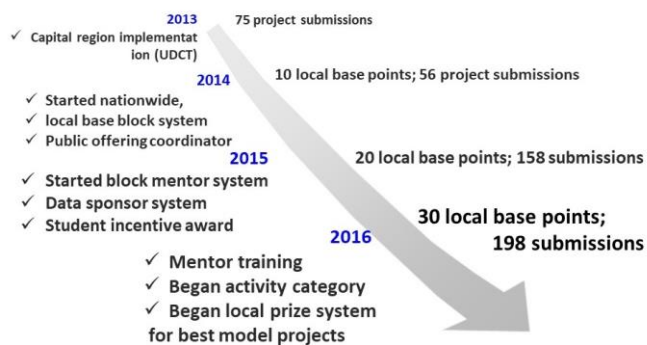 2013
75 project submissions
✓ Capital region implementat
ion (UDCT)
2014
10 local base points; 56 project submissions
✓ Started nationwide,
✓ local base block system
✓ Public offering coordinator
2015
20 local base points; 158 submissions
✓ Started block mentor system
✓ Data sponsor system
✓ Student incentive award
2016
30 local base points;
198 submissions
✓ Mentor training
✓ Began activity category
✓ Began local prize system
for best model projects